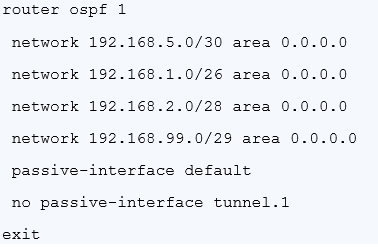 router ospf 1
network 192.168.5.0/30 area 0.0.0.0
network 192.168.1.0/26 area 0.0.0.0
network 192.168.2.0/28 area 0.0.0.0
network 192.168.99.0/29 area 0.0.0.0
passive-interface default
no passive-interface tunnel.1
exit